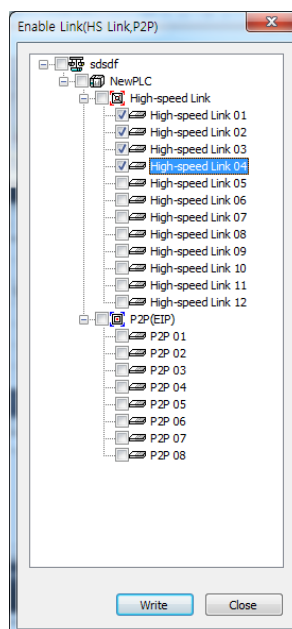 Enable Link(HS Link,P2P)
sdsdf
NewPLC
High-speed Link
High-speed Link 01
High-speed Link 02
High-speed Link 03
High-speed Link 04
High-speed Link 05
High-speed Link 06
High-speed Link 07
High-speed Link 08
High-speed Link 09
High-speed Link 10
High-speed Link 11
High-speed Link 12
P2P(EIP)
P2P 01
P2P 02
P2P 03
P2P 04
P2P 05
P2P 06
P2P 07
P2P 08
Write Close